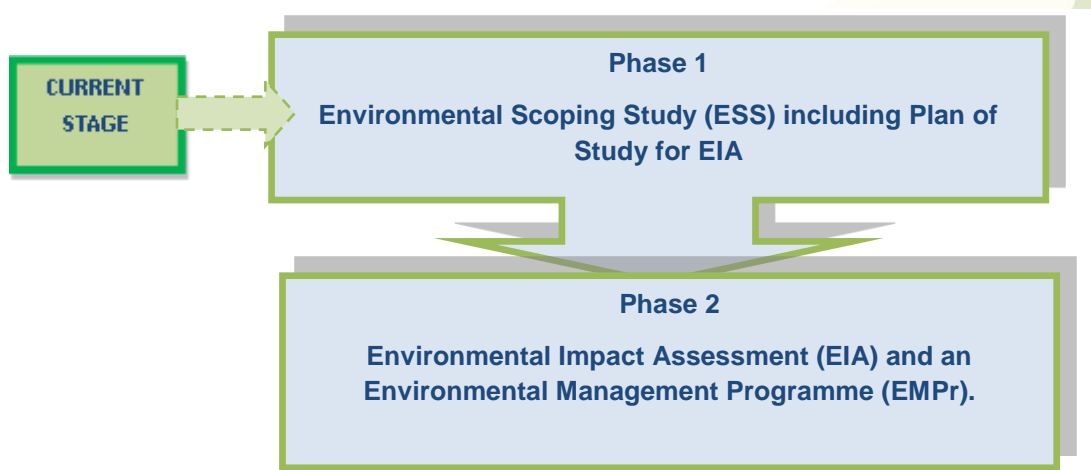 CURRENT
STAGE
Phase 1
Environmental Scoping Study (ESS) including Plan of
Study for EIA
Phase 2
Environmental Impact Assessment (EIA) and an
Environmental Management Programme (EMPr).